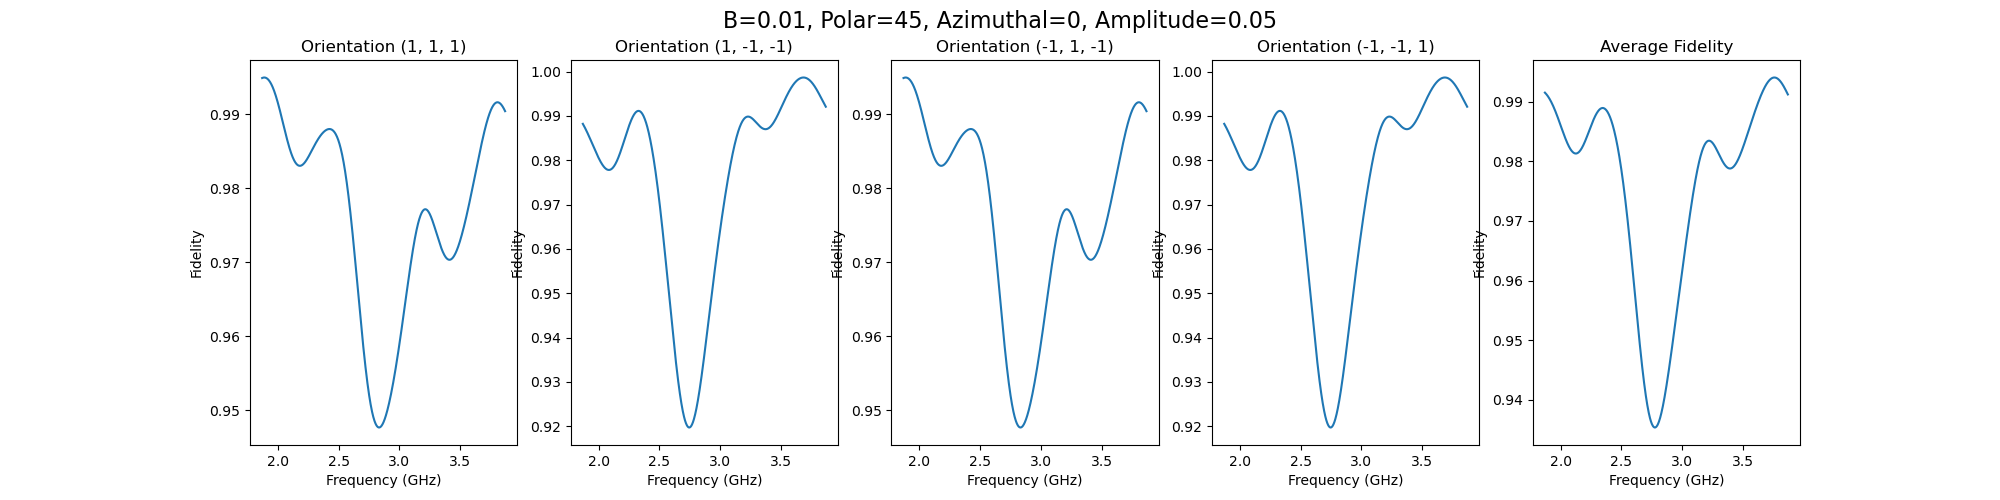 B=0.01, Polar=45, Azimuthal=0, Amplitude=0.05
Orientation (1, 1, 1)
Fidelity
0.99
0.98
0.97
0.96
0.95
2.0 2.5 3.0 3.5
Frequency (GHz)
Orientation (1, -1, -1)
Fidelity
1.00
0.99
0.98
0.97
0.96
0.95
0.94
0.93
0.92
2.0 2.5 3.0 3.5
Frequency (GHz)
Orientation (-1, 1, -1)
Fidelity
0.99
0.98
0.97
0.96
0.95
2.0 2.5 3.0 3.5
Frequency (GHz)
Orientation (-1, -1, 1)
Fidelity
1.00
0.99
0.98
0.97
0.96
0.95
0.94
0.93
0.92
2.0 2.5 3.0 3.5
Frequency (GHz)
Average Fidelity
Fidelity
0.99
0.98
0.97
0.96
0.95
0.94
2.0 2.5 3.0 3.5
Frequency (GHz)